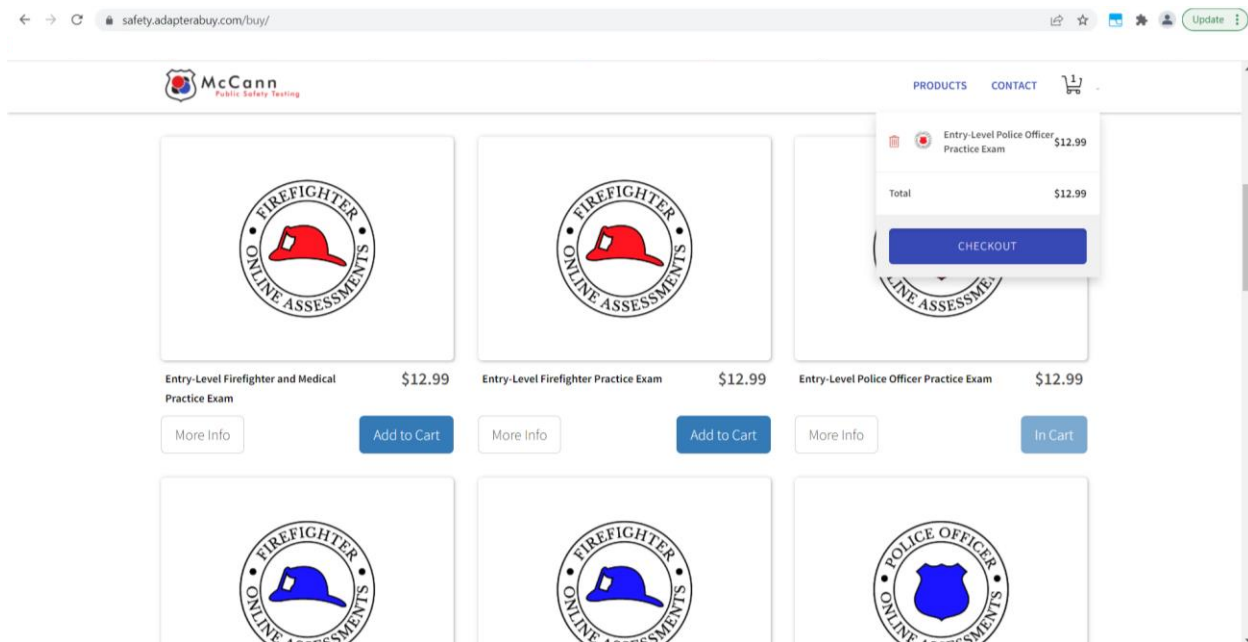 safety.adapterabuy.com/buy/
Update
McCann
Public Safety Testing
PRODUCTS
CONTACT
1
Entry-Level Police Officer
Practice Exam
$12.99
Total
$12.99
CHECKOUT
FIREFIGHTER
ONLINE ASSESSMENTS
FIREFIGHTER
ONLINE ASSESSMENTS
Entry-Level Firefighter and Medical
Practice Exam
$12.99
Entry-Level Firefighter Practice Exam
$12.99
Entry-Level Police Officer Practice Exam
$12.99
More Info
Add to Cart
More Info
Add to Cart
More Info
In Cart
FIREFIGHTER
ONLINE ASSESSMENTS
FIREFIGHTER
ONLINE ASSESSMENTS
POLICE OFFICER
ONLINE ASSESSMENTS